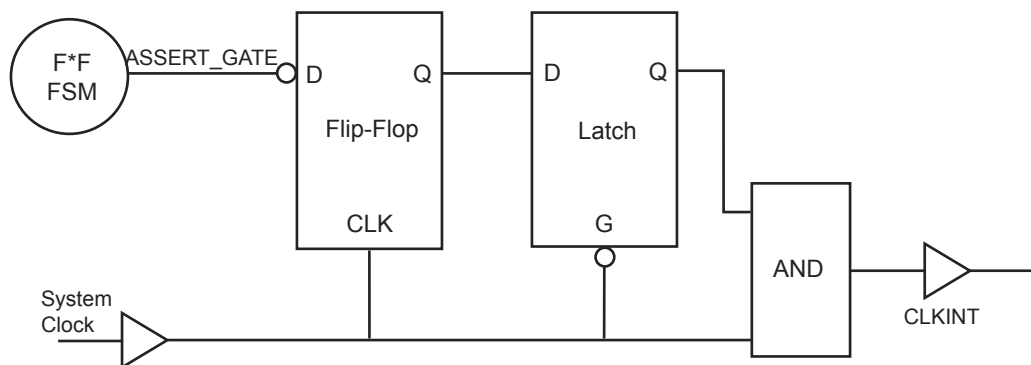 F*F
FSM
ASSERT_GATE
D
Q
Flip-Flop
CLK
D
Q
Latch
G
AND
System
Clock
CLKINT